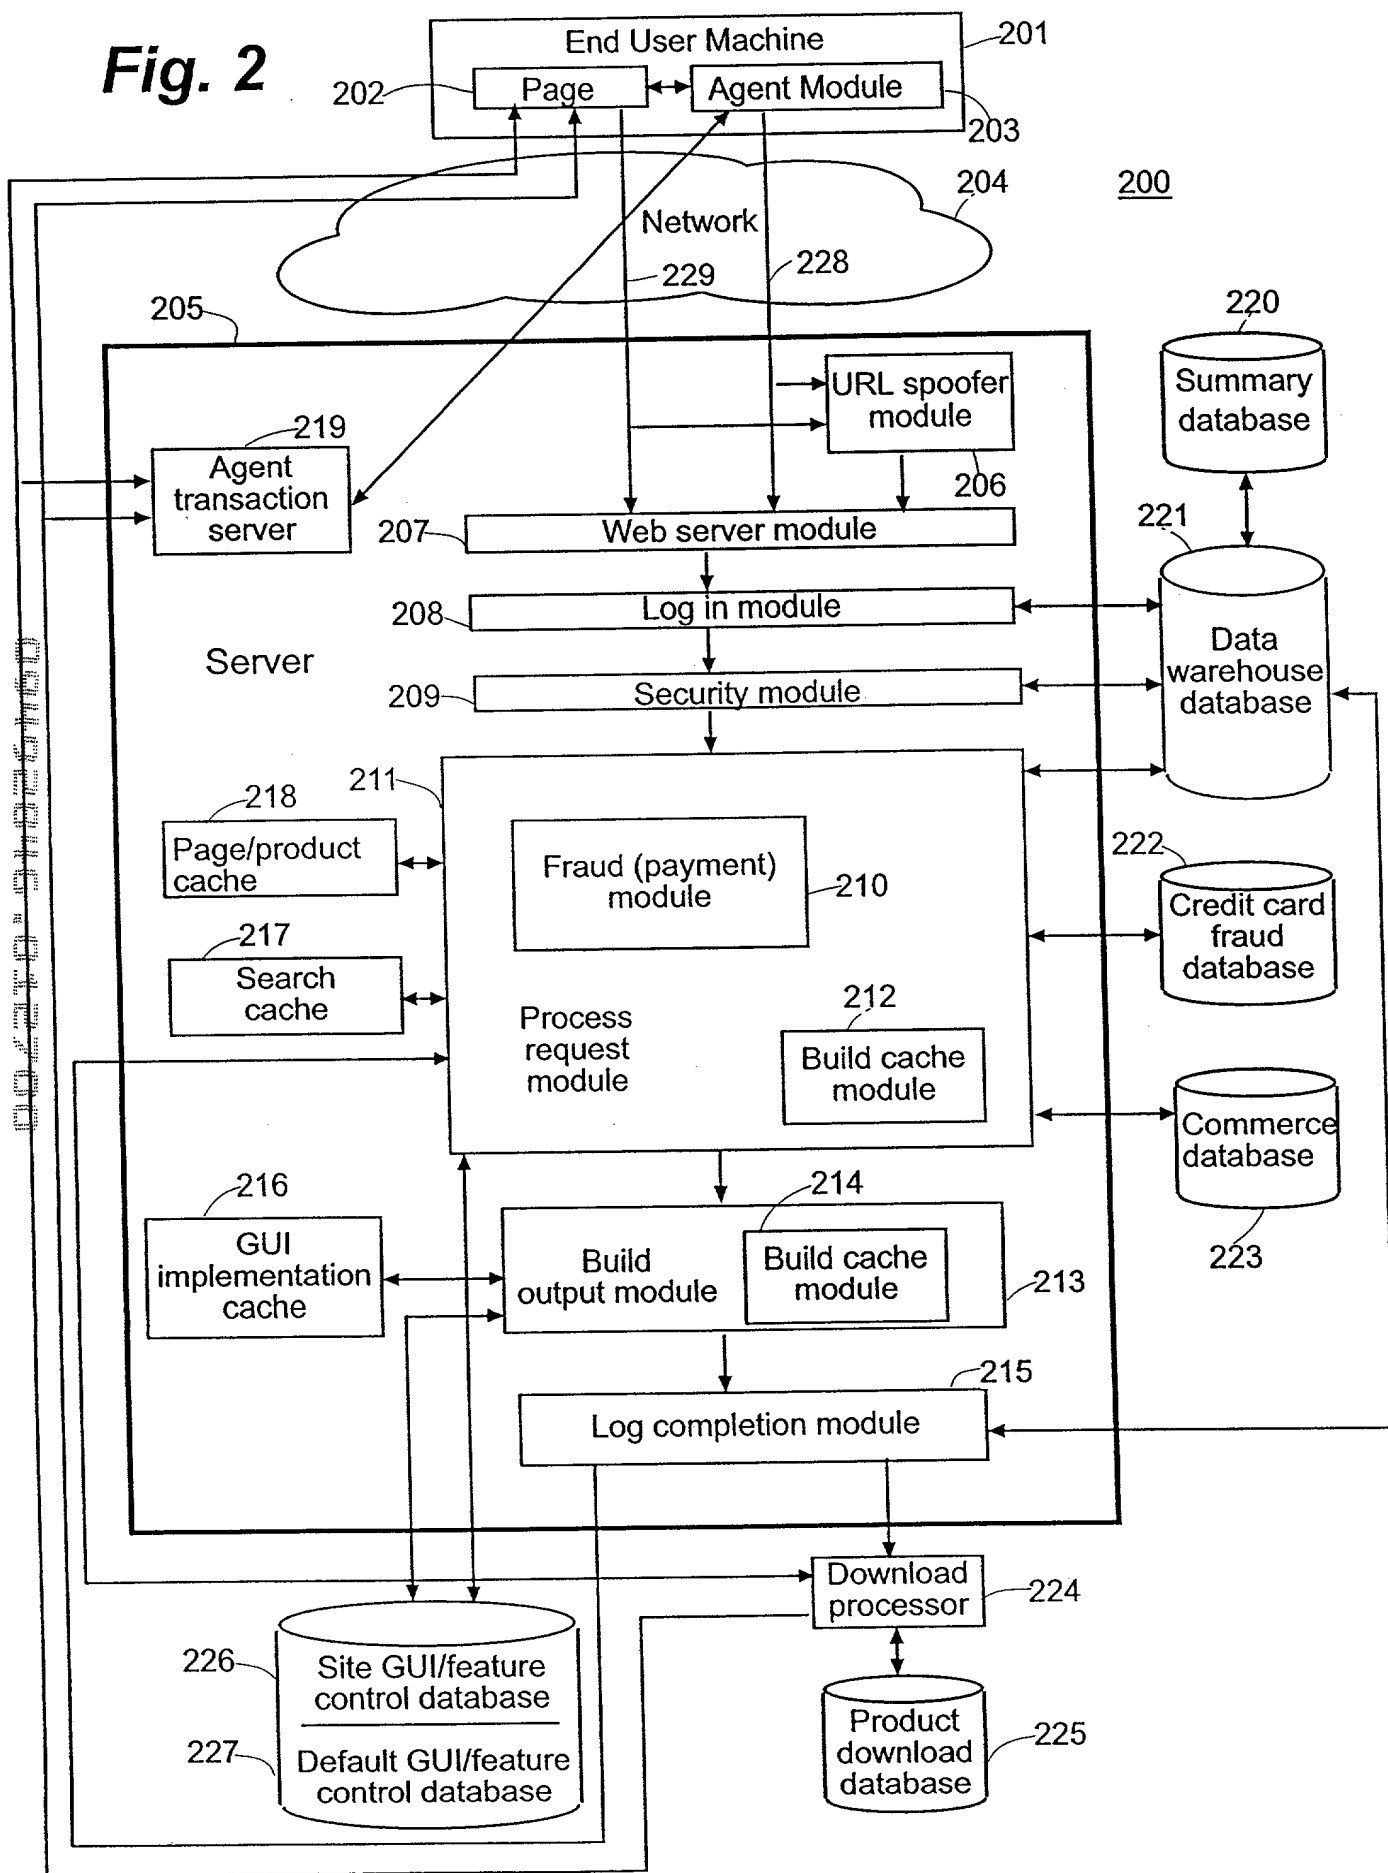 Fig. 2
End User Machine
201
202
Page
Agent Module
203
204
200
Network
229
228
205
220
Summary
database
URL spoofer
module
206
219
Agent
transaction
server
207
Web server module
221
208
Log in module
Server
Data
warehouse
database
209
Security module
211
218
Page/product
cache
Fraud (payment)
module
210
222
Credit card
fraud
database
217
Search
cache
Process
request
module
212
Build cache
module
Commerce
database
223
216
GUI
implementation
cache
214
Build
output module
Build cache
module
213
215
Log completion module
Download
processor
224
226
Site GUI/feature
control database
227
Default GUI/feature
control database
Product
download
database
225